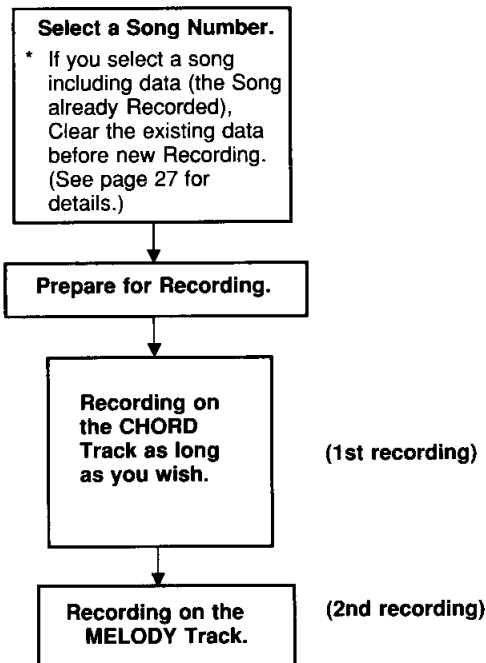 Select a Song Number.
* If you select a song
including data (the Song
already Recorded),
Clear the existing data
before new Recording.
(See page 27 for
details.)
Prepare for Recording.
Recording on
the CHORD
Track as long
as you wish.
(1st recording)
Recording on the
MELODY Track.
(2nd recording)